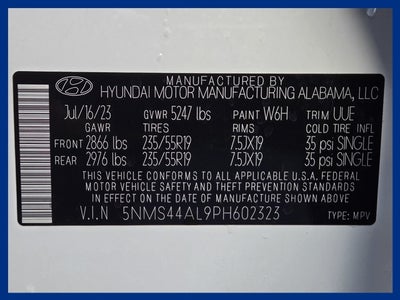 MANUFACTURED BY
HYUNDAI MOTOR MANUFACTURING ALABAMA, LLC
Jul/16/23 GVWR 5247 lbs PAINT W6H TRIM UUE
GAWR TIRES RIMS COLD TIRE INFL
FRONT 2866 lbs 235/55R19 7.5JX19 35 psi SINGLE
REAR 2976 lbs 235/55R19 7.5JX19 35 psi SINGLE
THIS VEHICLE CONFORMS TO ALL APPLICABLE U.S.A FEDERAL
MOTOR VEHICLE SAFETY, BUMPER, AND THEFT PREVENTION
STANDARDS IN EFFECT ON THE DATE OF
MANUFACTURE SHOWN ABOVE.
V.I.N 5NMS44AL9PH602323 TYPE: MPV